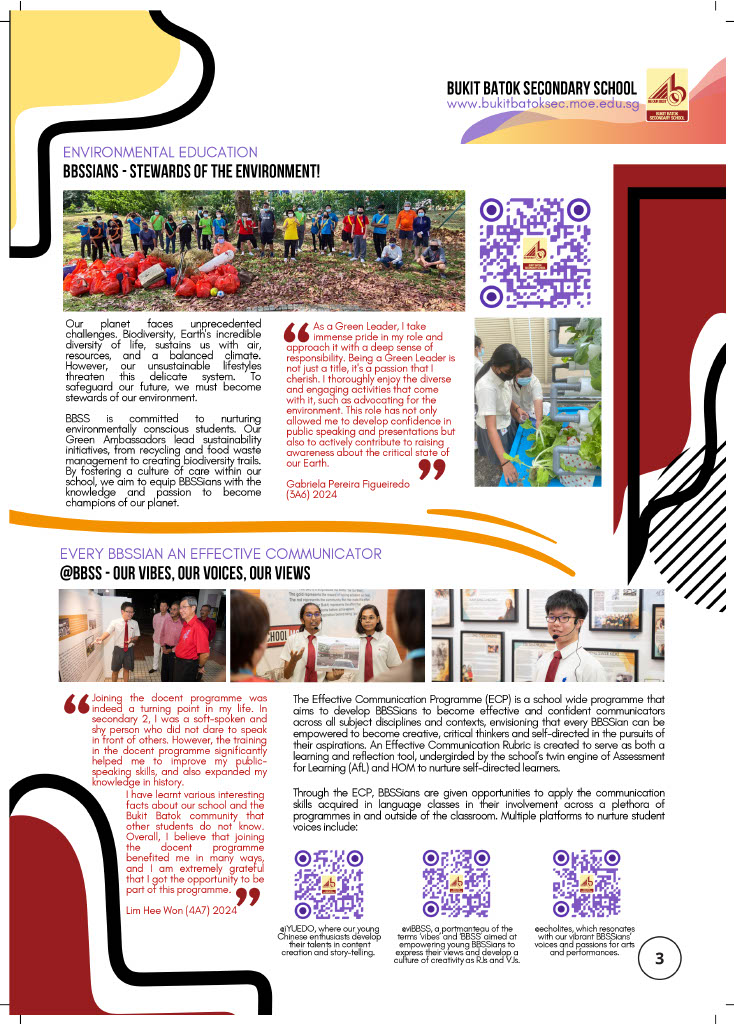 BUKIT BATOK SECONDARY SCHOOL
www.bukitbatoksec.moe.edu.sg
BUKIT BATOK
SECONDARY SCHOOL
ENVIRONMENTAL EDUCATION
BBSSIANS - STEWARDS OF THE ENVIRONMENT!
Our planet faces unprecedented
challenges. Biodiversity, Earth's incredible
diversity of life, sustains us with air,
resources, and a balanced climate.
However, our unsustainable lifestyles
threaten this delicate system. To
safeguard our future, we must become
stewards of our environment.
BBSS is committed to nurturing
environmentally conscious students. Our
Green Ambassadors lead sustainability
initiatives, from recycling and food waste
management to creating biodiversity trails.
By fostering a culture of care within our
school, we aim to equip BBSSians with the
knowledge and passion to become
champions of our planet.
“ As a Green Leader, I take
immense pride in my role and
approach it with a deep sense of
responsibility. Being a Green Leader is
not just a title, it's a passion that I
cherish. I thoroughly enjoy the diverse
and engaging activities that come
with it, such as advocating for the
environment. This role has not only
allowed me to develop confidence in
public speaking and presentations but
also to actively contribute to raising
awareness about the critical state of
our Earth. ”
Gabriela Pereira Figueiredo
(3A6) 2024
EVERY BBSSIAN AN EFFECTIVE COMMUNICATOR
@BBSS - OUR VIBES, OUR VOICES, OUR VIEWS
“ Joining the docent programme was
indeed a turning point in my life. In
secondary 2, I was a soft-spoken and
shy person who did not dare to speak
in front of others. However, the training
in the docent programme significantly
helped me to improve my public-
speaking skills, and also expanded my
knowledge in history.
I have learnt various interesting
facts about our school and the
Bukit Batok community that
other students do not know.
Overall, I believe that joining
the docent programme
benefited me in many ways,
and I am extremely grateful
that I got the opportunity to be
part of this programme. ”
Lim Hee Won (4A7) 2024
The Effective Communication Programme (ECP) is a school wide programme that
aims to develop BBSSians to become effective and confident communicators
across all subject disciplines and contexts, envisioning that every BBSSian can be
empowered to become creative, critical thinkers and self-directed in the pursuits of
their aspirations. An Effective Communication Rubric is created to serve as both a
learning and reflection tool, undergirded by the school's twin engine of Assessment
for Learning (AfL) and HOM to nurture self-directed learners.
Through the ECP, BBSSians are given opportunities to apply the communication
skills acquired in language classes in their involvement across a plethora of
programmes in and outside of the classroom. Multiple platforms to nurture student
voices include:
@iYUEDO, where our young
Chinese enthusiasts develop
their talents in content
creation and story-telling.
@viBBSS, a portmanteau of the
terms 'vibes' and 'BBSS' aimed at
empowering young BBSSians to
express their views and develop a
culture of creativity as RJs and VJs.
@echolites, which resonates
with our vibrant BBSSians'
voices and passions for arts
and performances.
3